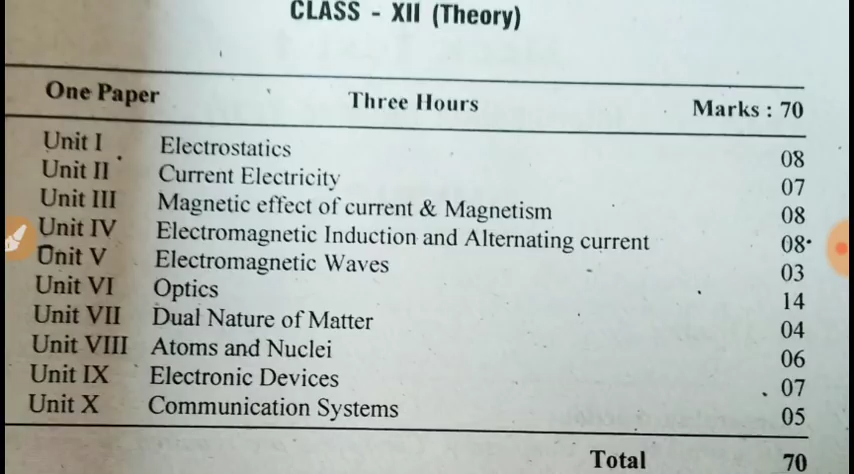 CLASS - XII (Theory)
One Paper Three Hours Marks : 70
Unit I Electrostatics 08
Unit II Current Electricity 07
Unit III Magnetic effect of current & Magnetism 08
Unit IV Electromagnetic Induction and Alternating current 08
Unit V Electromagnetic Waves 03
Unit VI Optics 14
Unit VII Dual Nature of Matter 04
Unit VIII Atoms and Nuclei 06
Unit IX Electronic Devices 07
Unit X Communication Systems 05
Total 70